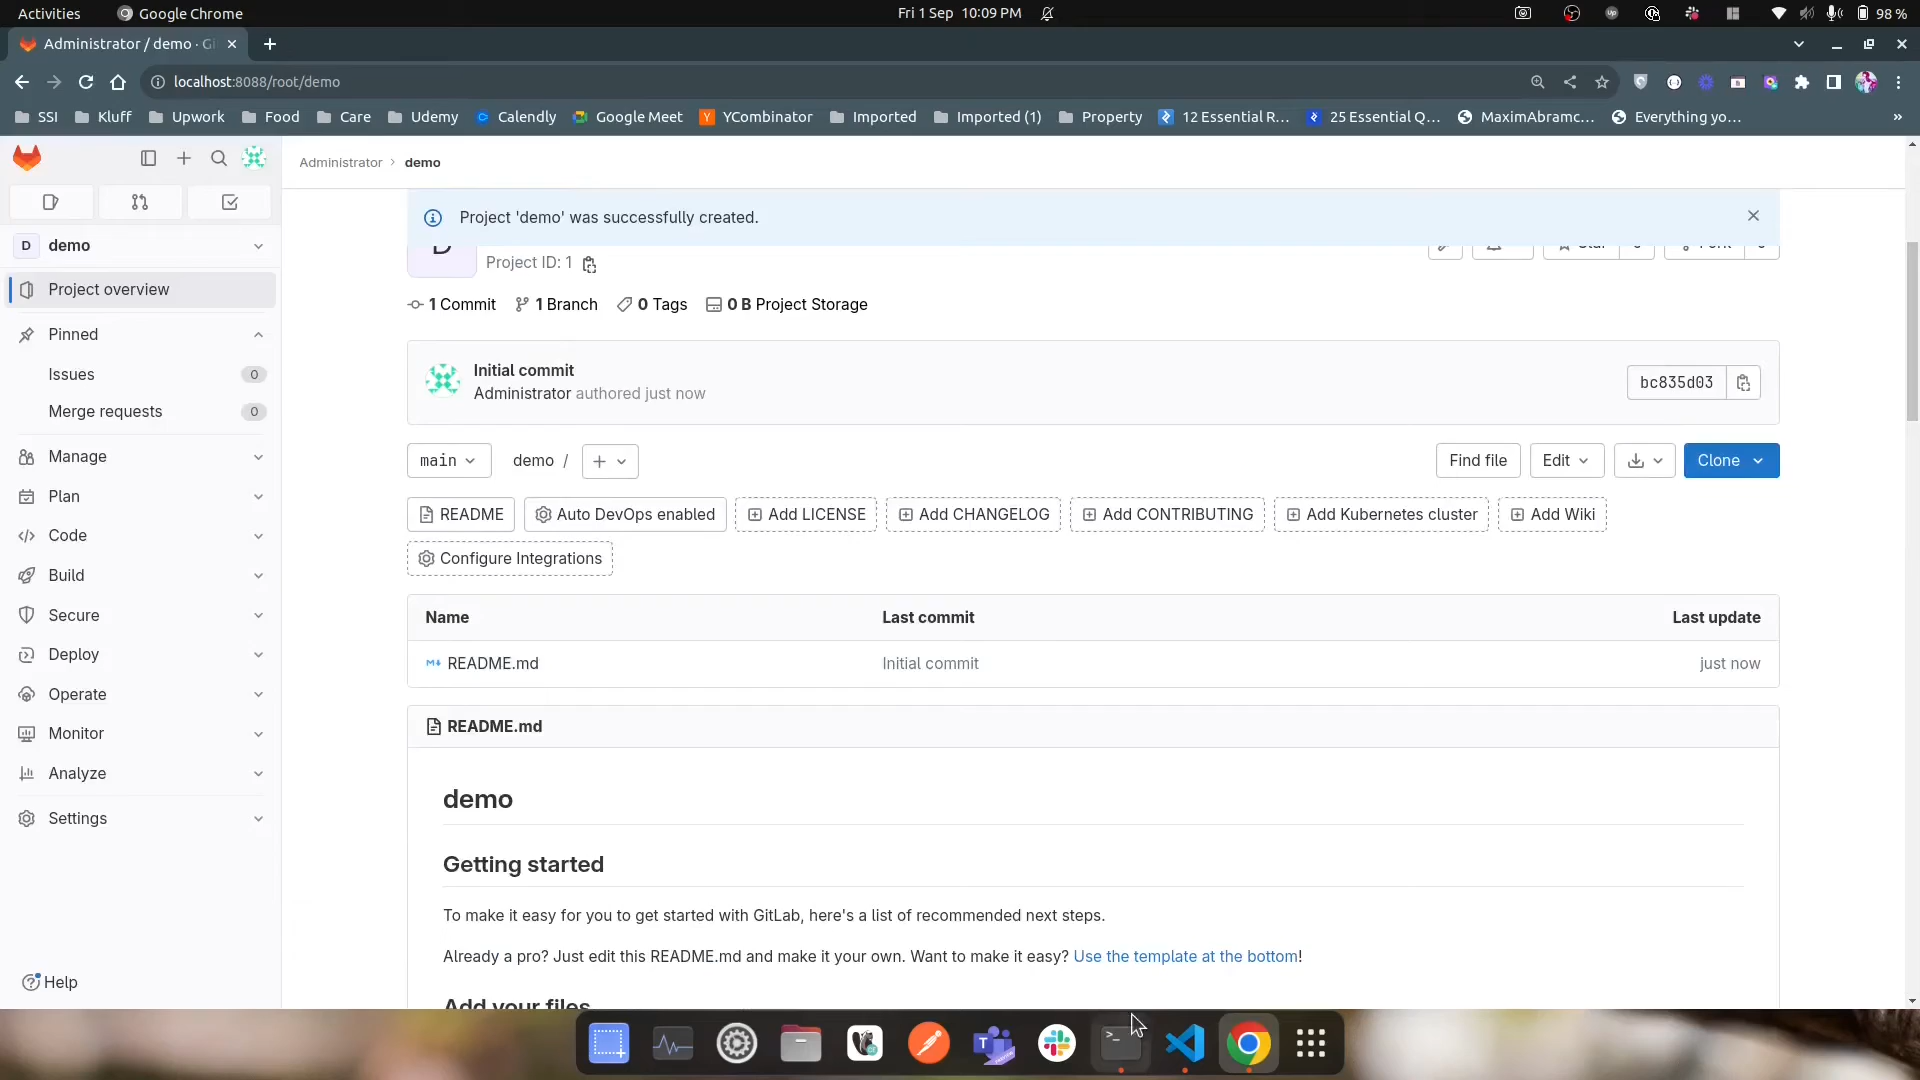 Activities
Google Chrome
Fri 1 Sep 10:09 PM
98 %
Administrator / demo · Gi
localhost:8088/root/demo
SSI
Kluff
Upwork
Food
Care
Udemy
Calendly
Google Meet
YCombinator
Imported
Imported (1)
Property
12 Essential R...
25 Essential Q...
MaximAbramc...
Everything yo...
»
Administrator
demo
Project 'demo' was successfully created.
D demo
Project ID: 1
Project overview
1 Commit
1 Branch
0 Tags
0 B Project Storage
Pinned
Issues
0
Merge requests
0
Initial commit
Administrator authored just now
bc835d03
Manage
Plan
Code
Build
Secure
Deploy
Operate
Monitor
Analyze
Settings
Help
main
demo /
Find file
Edit
Clone
README
Auto DevOps enabled
Add LICENSE
Add CHANGELOG
Add CONTRIBUTING
Add Kubernetes cluster
Add Wiki
Configure Integrations
Name
Last commit
Last update
README.md
Initial commit
just now
README.md
demo
Getting started
To make it easy for you to get started with GitLab, here's a list of recommended next steps.
Already a pro? Just edit this README.md and make it your own. Want to make it easy? Use the template at the bottom!
Add your files